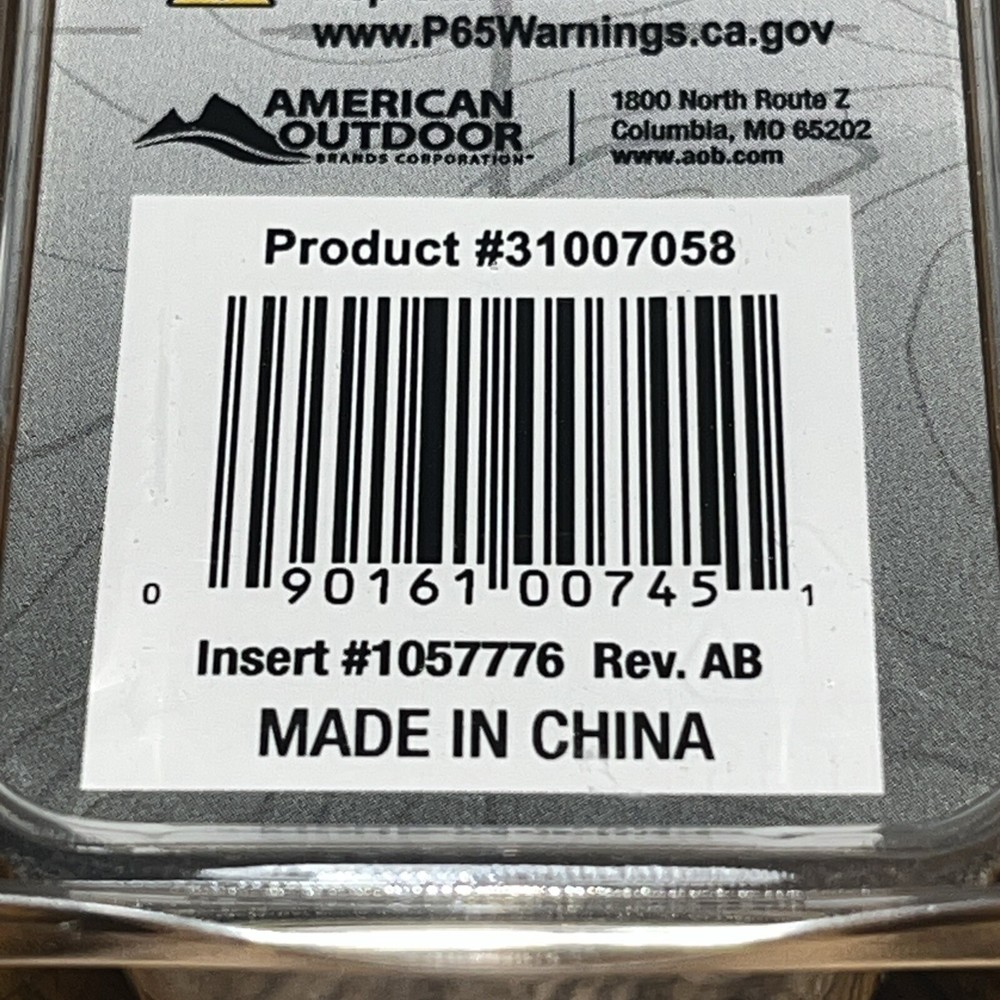 www.P65Warnings.ca.gov
AMERICAN
OUTDOOR
BRANDS CORPORATION™
1800 North Route Z
Columbia, MO 65202
www.aob.com
Product #31007058
0 90161 00745 1
Insert #1057776 Rev. AB
MADE IN CHINA